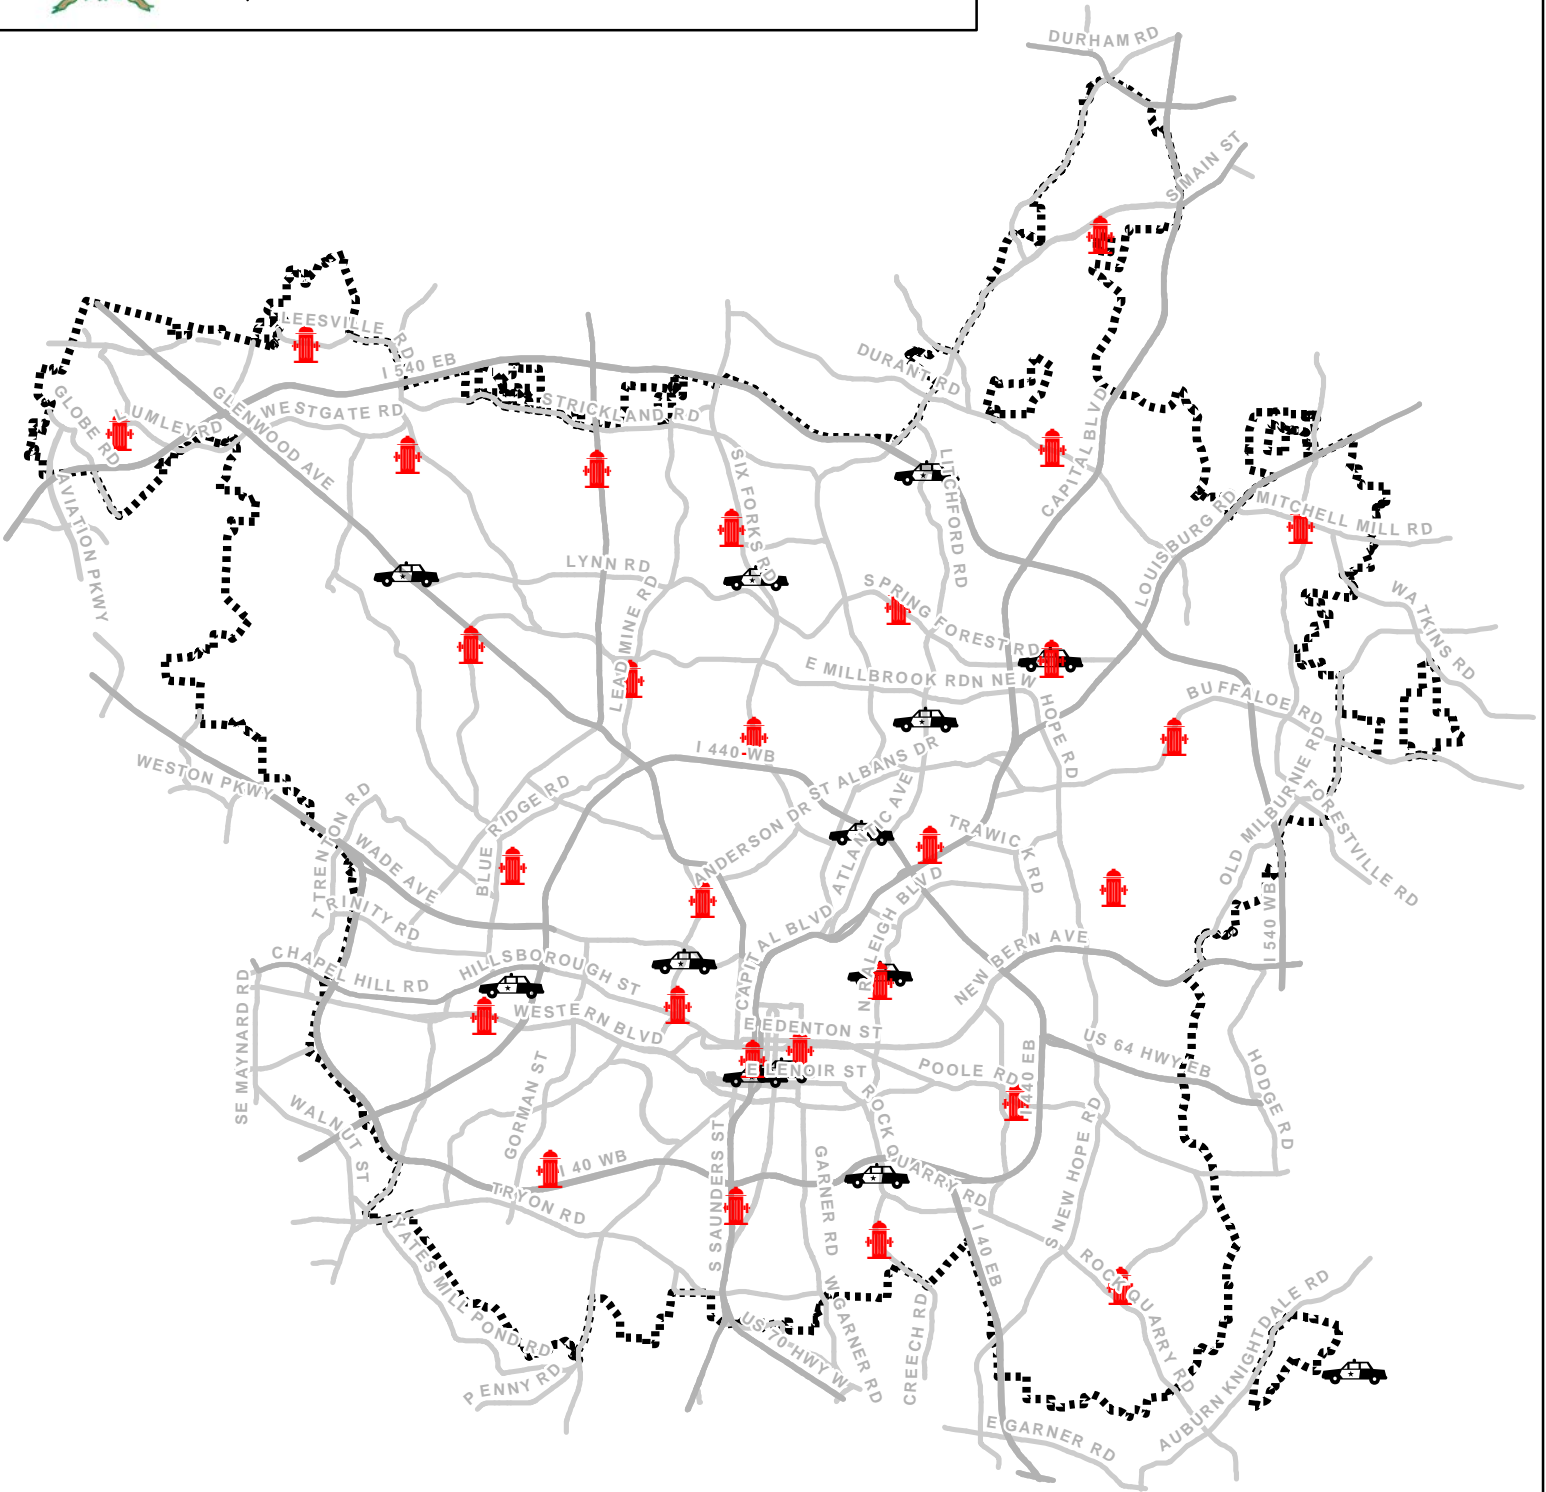 DURHAM RD
S MAIN ST
LEESVILLE RD
I 540 EB
DURANT RD
GLOBE RD
LUMLEY RD
GLENWOOD AVE
WESTGATE RD
STRICKLAND RD
CAPITAL BLVD
SIX FORKS RD
LITCHFORD RD
AVIATION PKWY
LOUISBURG RD
MITCHELL MILL RD
LYNN RD
SPRING FOREST RD
WATKINS RD
LEAD MINE RD
E MILLBROOK RD
N NEW HOPE RD
BUFFALOE RD
I 440 WB
ST ALBANS DR
WESTON PKWY
BLUE RIDGE RD
ANDERSON DR
ATLANTIC AVE
TRAWICK RD
OLD MILBURNIE RD
FORESTVILLE RD
T TRENTON RD
WADE AVE
TRINITY RD
N RALEIGH BLVD
CAPITAL BLVD
NEW BERN AVE
I 540 WB
CHAPEL HILL RD
HILLSBOROUGH ST
SE MAYNARD RD
WESTERN BLVD
E EDENTON ST
E LENOIR ST
POOLE RD
I 440 EB
US 64 HWY EB
HODGE RD
WALNUT ST
GORMAN ST
ROCK QUARRY RD
I 40 WB
TRYON RD
S SAUNDERS ST
GARNER RD
S NEW HOPE RD
I 40 EB
YATES MILL POND RD
ROCK QUARRY RD
US 70 HWY W
W GARNER RD
CREECH RD
AUBURN KNIGHTDALE RD
PENNY RD
E GARNER RD